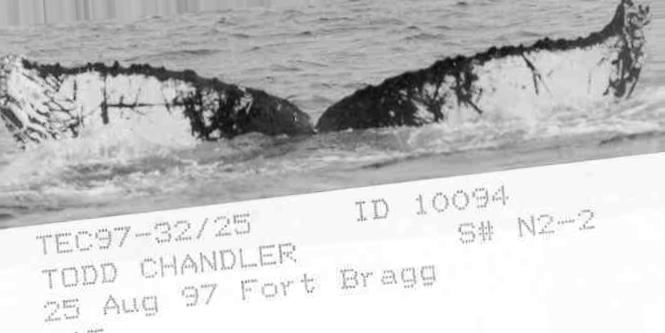 TEC97-32/25 ID 10094
TODD CHANDLER S# N2-2
25 Aug 97 Fort Bragg